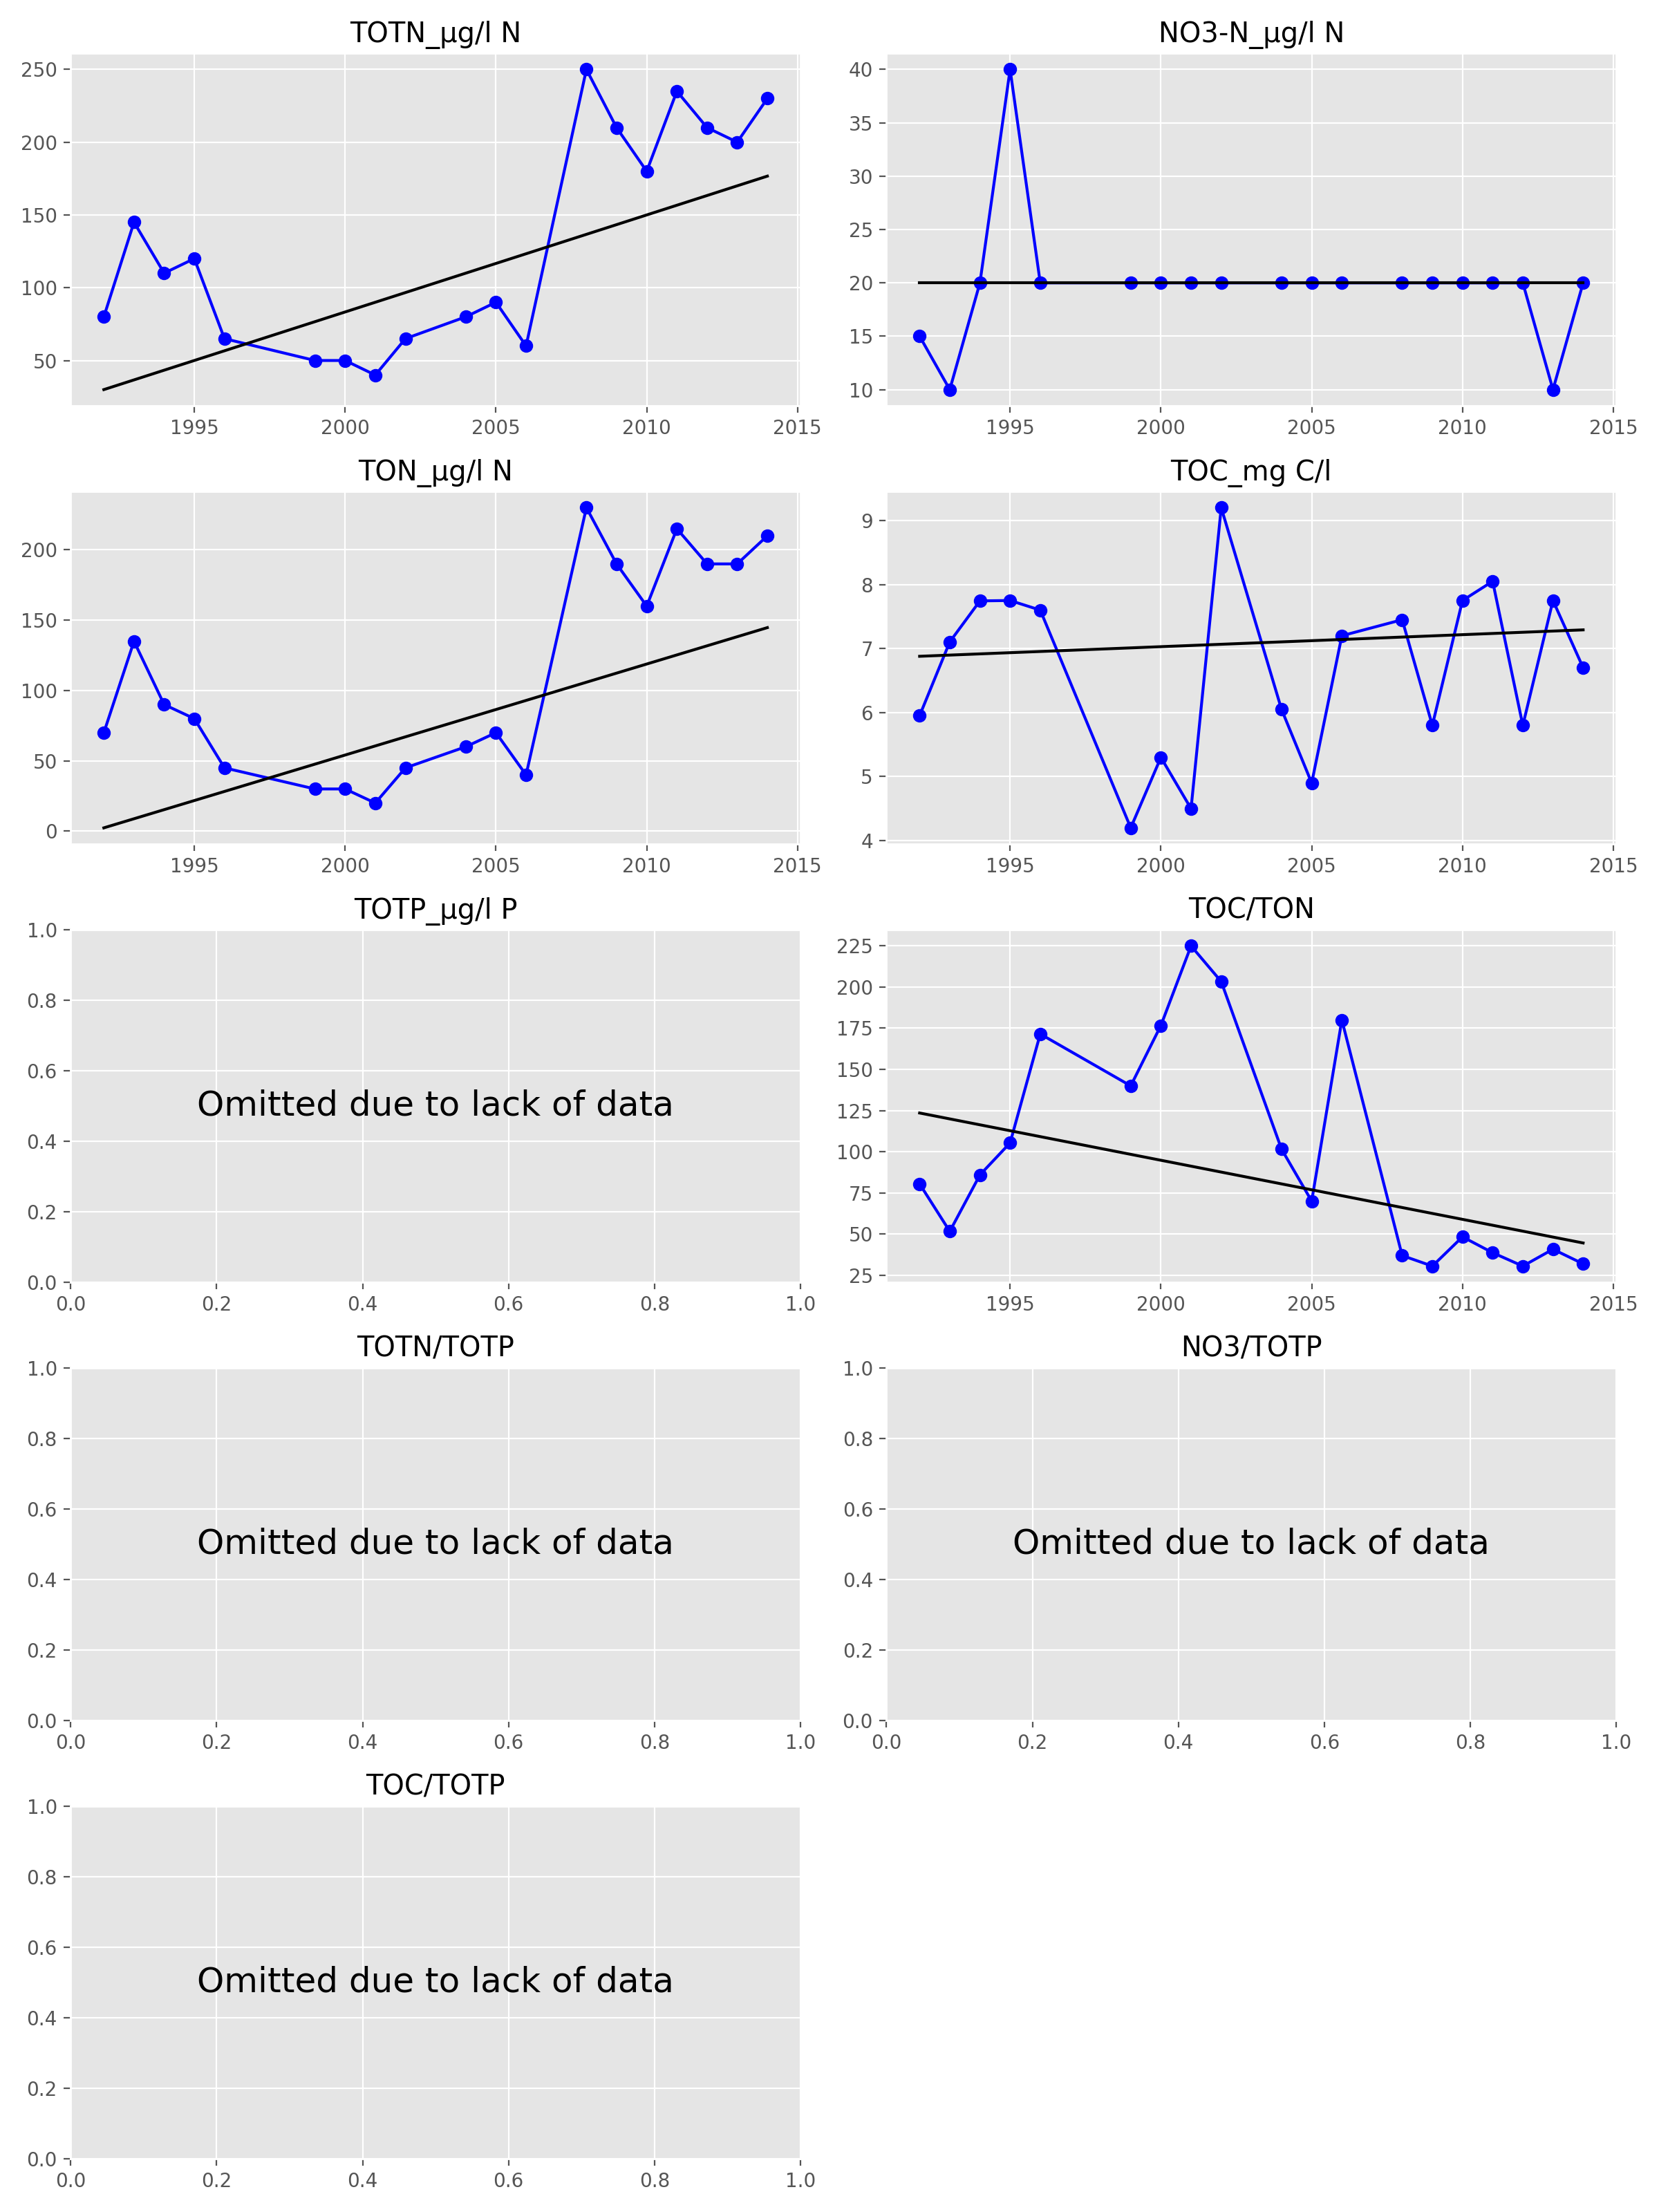 TOTN_µg/l N
250
200
150
100
50
1995 2000 2005 2010 2015
NO3-N_µg/l N
40
35
30
25
20
15
10
1995 2000 2005 2010 2015
TON_µg/l N
200
150
100
50
0
1995 2000 2005 2010 2015
TOC_mg C/l
9
8
7
6
5
4
1995 2000 2005 2010 2015
TOTP_µg/l P
1.0
0.8
0.6
Omitted due to lack of data
0.4
0.2
0.0
0.0 0.2 0.4 0.6 0.8 1.0
TOC/TON
225
200
175
150
125
100
75
50
25
1995 2000 2005 2010 2015
TOTN/TOTP
1.0
0.8
0.6
Omitted due to lack of data
0.4
0.2
0.0
0.0 0.2 0.4 0.6 0.8 1.0
NO3/TOTP
1.0
0.8
0.6
Omitted due to lack of data
0.4
0.2
0.0
0.0 0.2 0.4 0.6 0.8 1.0
TOC/TOTP
1.0
0.8
0.6
Omitted due to lack of data
0.4
0.2
0.0
0.0 0.2 0.4 0.6 0.8 1.0